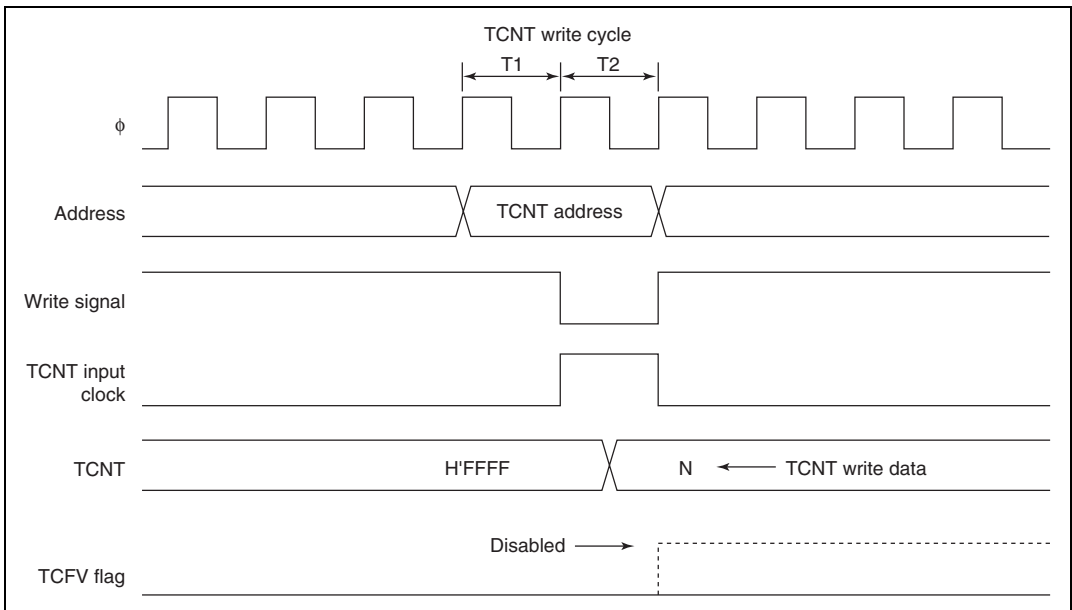 TCNT write cycle
T1
T2
ϕ
Address
TCNT address
Write signal
TCNT input
clock
TCNT
H'FFFF
N
TCNT write data
Disabled
TCFV flag